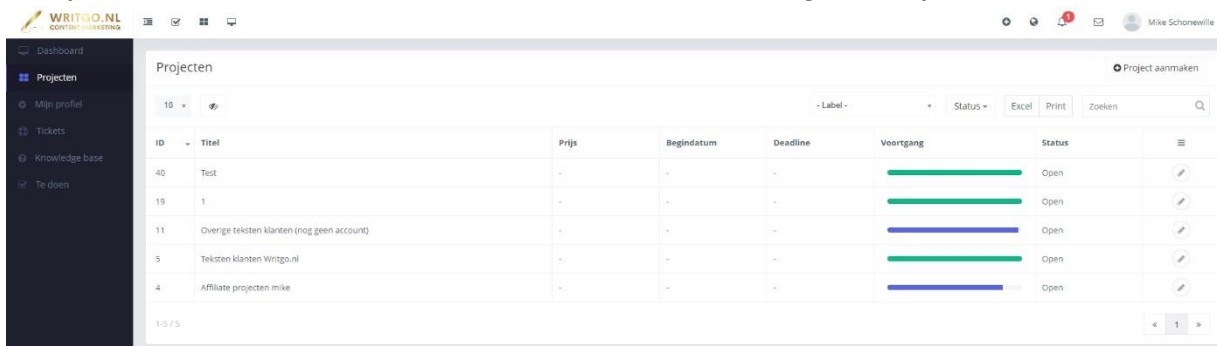 WRITGO.NL
CONTENT MARKETING
1
Mike Schonewille
Dashboard
Projecten
Mijn profiel
Tickets
Knowledge base
Te doen
Projecten
Project aanmaken
10
- Label -
Status
Excel Print
Zoeken
ID Titel Prijs Begindatum Deadline Voortgang Status
40 Test - - - Open
19 1 - - - Open
11 Overige teksten klanten (nog geen account) - - - Open
5 Teksten klanten Writgo.nl - - - Open
4 Affiliate projecten mike - - - Open
1-5 / 5
« 1 »